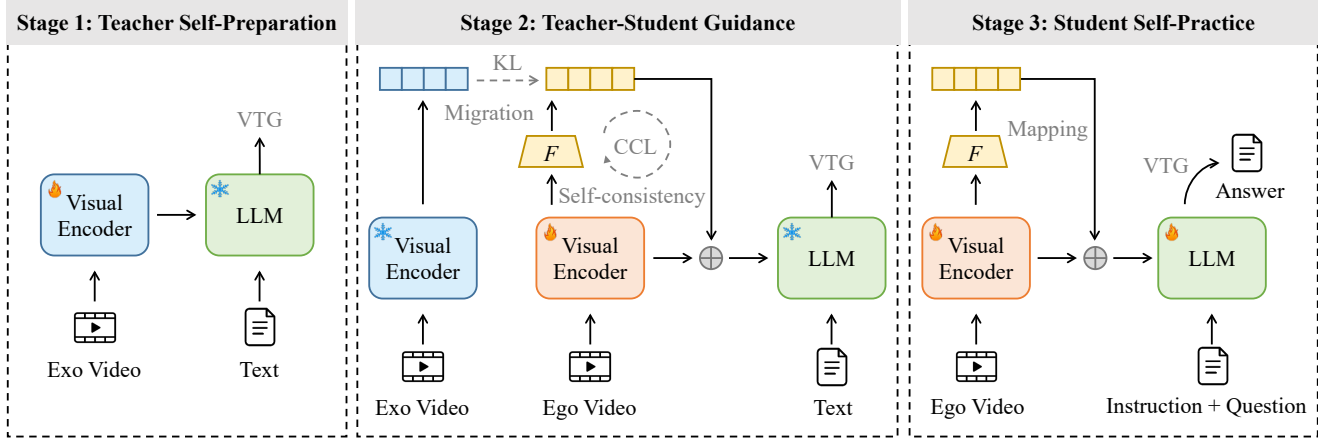 Stage 1: Teacher Self-Preparation
VTG
Visual
Encoder
LLM
Exo Video
Text
Stage 2: Teacher-Student Guidance
KL
Migration
F
CCL
Self-consistency
VTG
Visual
Encoder
Visual
Encoder
LLM
Exo Video
Ego Video
Text
Stage 3: Student Self-Practice
Mapping
F
VTG
Answer
Visual
Encoder
LLM
Ego Video
Instruction + Question